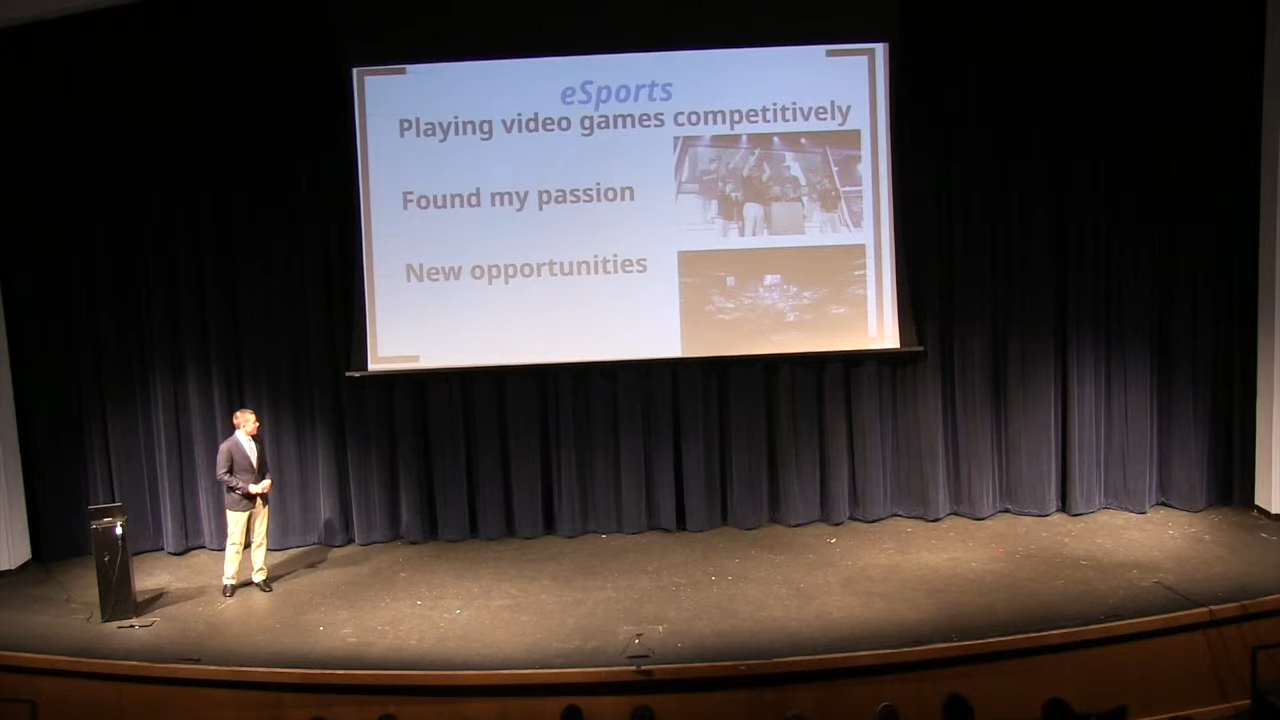 eSports
Playing video games competitively
Found my passion
New opportunities